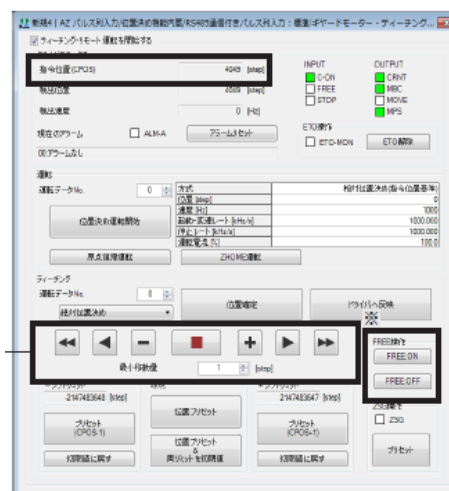 新規4 | AZ パルス列入力/位置決め機能内蔵/RS485通信付きパルス列入力 : 標準/ギヤードモーター - ティーチング...
ティーチング・リモート運転を開始する
指令位置(CPOS) 4049 [step]
検出位置 4049 [step]
検出速度 0 [Hz]
現在のアラーム ALM-A アラームリセット
00:アラームなし
INPUT
C-ON
FREE
STOP
OUTPUT
CRNT
MBC
MOVE
MPS
ETO操作
ETO-MON ETO解除
運転
運転データNo. 0
位置決め運転開始
方式 相対位置決め(指令位置基準)
位置 [step] 0
速度 [Hz] 1000
起動・変速レート [kHz/s] 1000.000
停止レート [kHz/s] 1000.000
運転電流 [%] 100.0
原点復帰運転 ZHOME運転
ティーチング
運転データNo. 0
絶対位置決め
位置確定
ドライバへ反映
※
最小移動量 1 [step]
FREE操作
FREE:ON
FREE:OFF
-2147483648 [step]
プリセット
(CPOS-1)
初期値に戻す
位置プリセット
位置プリセット
&
両リミットを初期値
2147483647 [step]
プリセット
(CPOS+1)
初期値に戻す
ZSG操作
ZSG
プリセット